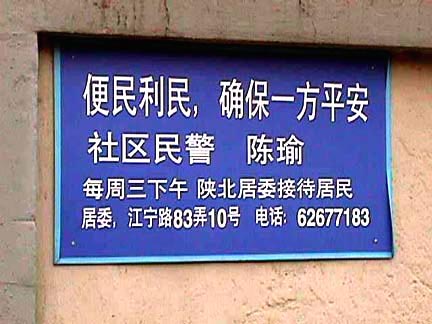 便民利民，确保一方平安
社区民警 陈瑜
每周三下午 陕北居委接待居民
居委，江宁路83弄10号 电话：62677183